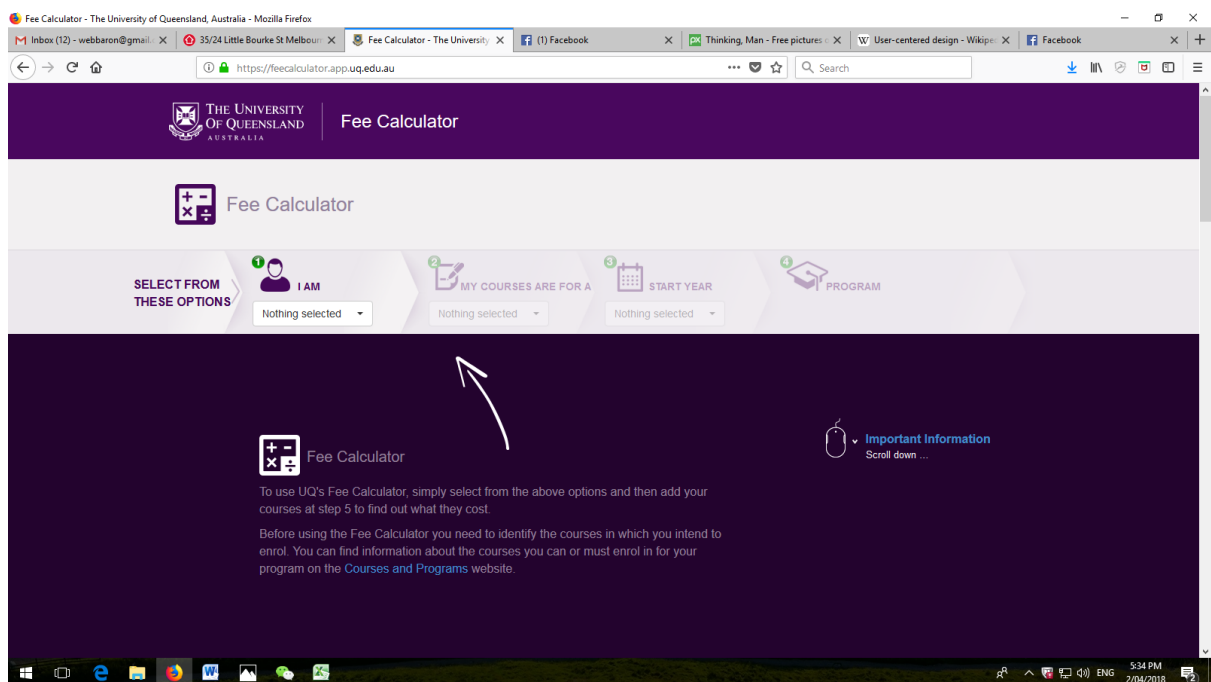 Fee Calculator - The University of Queensland, Australia - Mozilla Firefox
Inbox (12) - webbaron@gmail.
35/24 Little Bourke St Melbourn
Fee Calculator - The University
(1) Facebook
Thinking, Man - Free pictures o
User-centered design - Wikipe
Facebook
https://feecalculator.app.uq.edu.au
Search
THE UNIVERSITY
OF QUEENSLAND
AUSTRALIA
Fee Calculator
Fee Calculator
SELECT FROM
THESE OPTIONS
1
I AM
Nothing selected
2
MY COURSES ARE FOR A
Nothing selected
3
START YEAR
Nothing selected
4
PROGRAM
Fee Calculator
To use UQ's Fee Calculator, simply select from the above options and then add your
courses at step 5 to find out what they cost.
Before using the Fee Calculator you need to identify the courses in which you intend to
enrol. You can find information about the courses you can or must enrol in for your
program on the Courses and Programs website.
Important Information
Scroll down ...
ENG
5:34 PM
2/04/2018
2